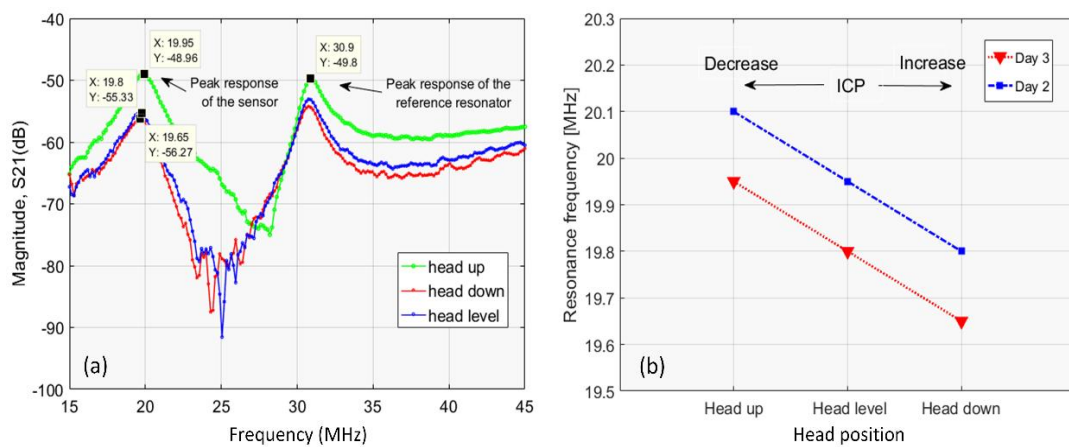 -40
-50
-60
-70
-80
-90
-100
Magnitude, S21(dB)
X: 19.95
Y: -48.96
X: 19.8
Y: -55.33
X: 19.65
Y: -56.27
Peak response
of the sensor
X: 30.9
Y: -49.8
Peak response of the
reference resonator
head up
head down
head level
(a)
15 20 25 30 35 40 45
Frequency (MHz)
20.3
20.2
20.1
20
19.9
19.8
19.7
19.6
19.5
Resonance frequency [MHz]
Decrease
ICP
Increase
Day 3
Day 2
(b)
Head up Head level Head down
Head position